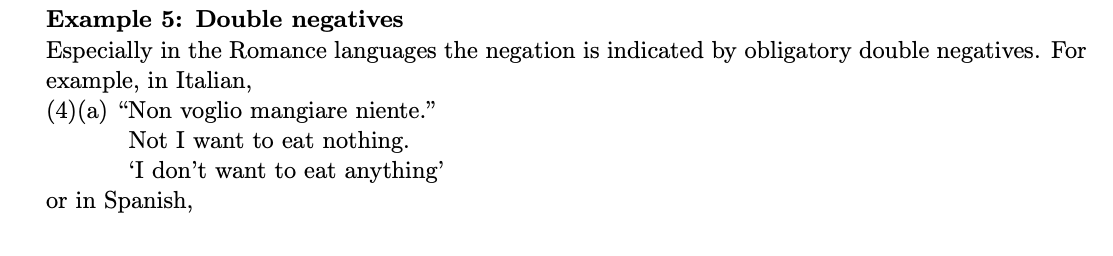 Example 5: Double negatives
Especially in the Romance languages the negation is indicated by obligatory double negatives. For
example, in Italian,
(4)(a) “Non voglio mangiare niente.”
Not I want to eat nothing.
‘I don’t want to eat anything’
or in Spanish,